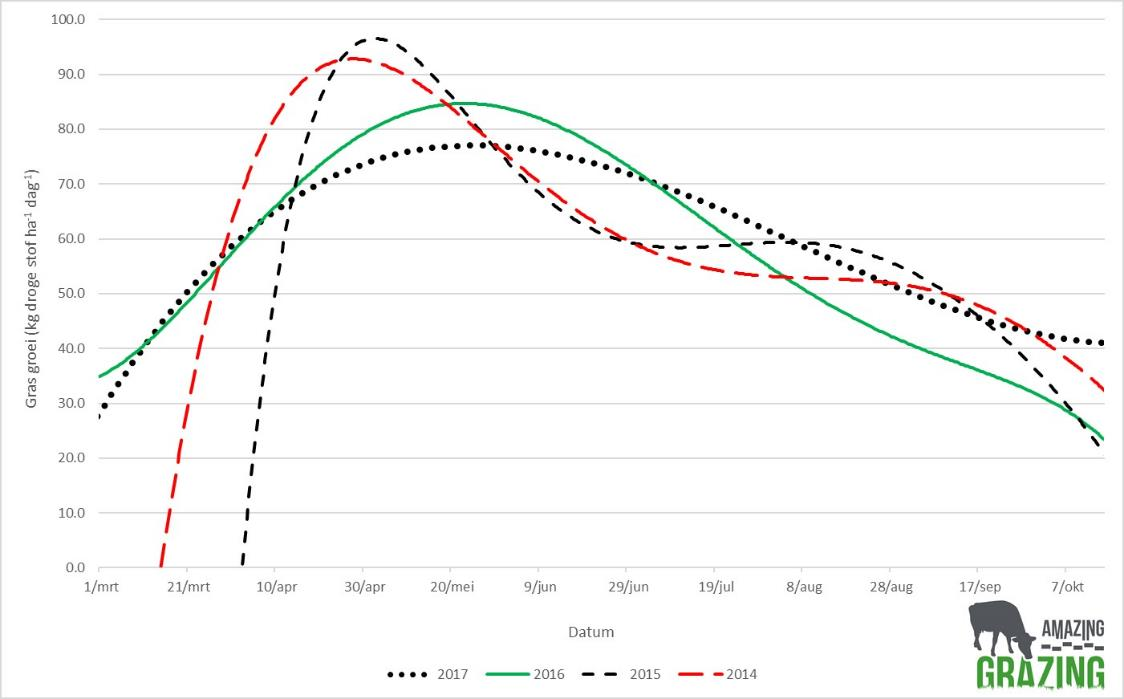 100.0
90.0
80.0
70.0
60.0
50.0
40.0
30.0
20.0
10.0
0.0
Gras groei (kg droge stof ha⁻¹ dag⁻¹)
1/mrt 21/mrt 10/apr 30/apr 20/mei 9/jun 29/jun 19/jul 8/aug 28/aug 17/sep 7/okt
Datum
2017 2016 2015 2014
AMAZING
GRAZING